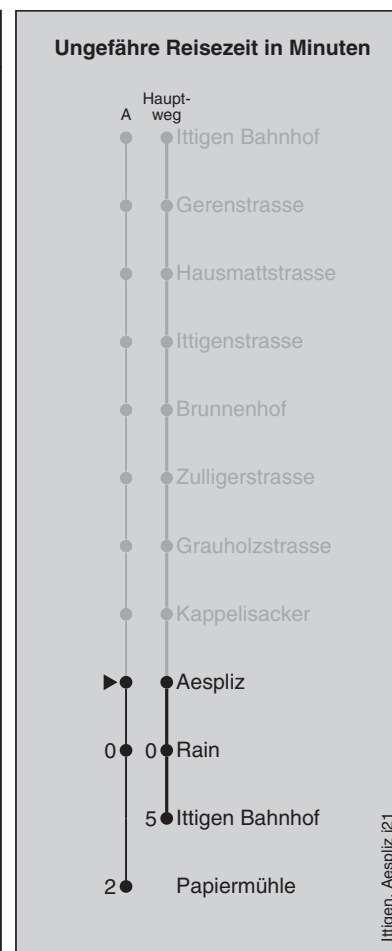 Ungefähre Reisezeit in Minuten
A Haupt-
weg
Ittigen Bahnhof
Gerenstrasse
Hausmattstrasse
Ittigenstrasse
Brunnenhof
Zulligerstrasse
Grauholzstrasse
Kappelisacker
Aespliz
0 0 Rain
5 Ittigen Bahnhof
2 Papiermühle
Ittigen, Aespliz j21